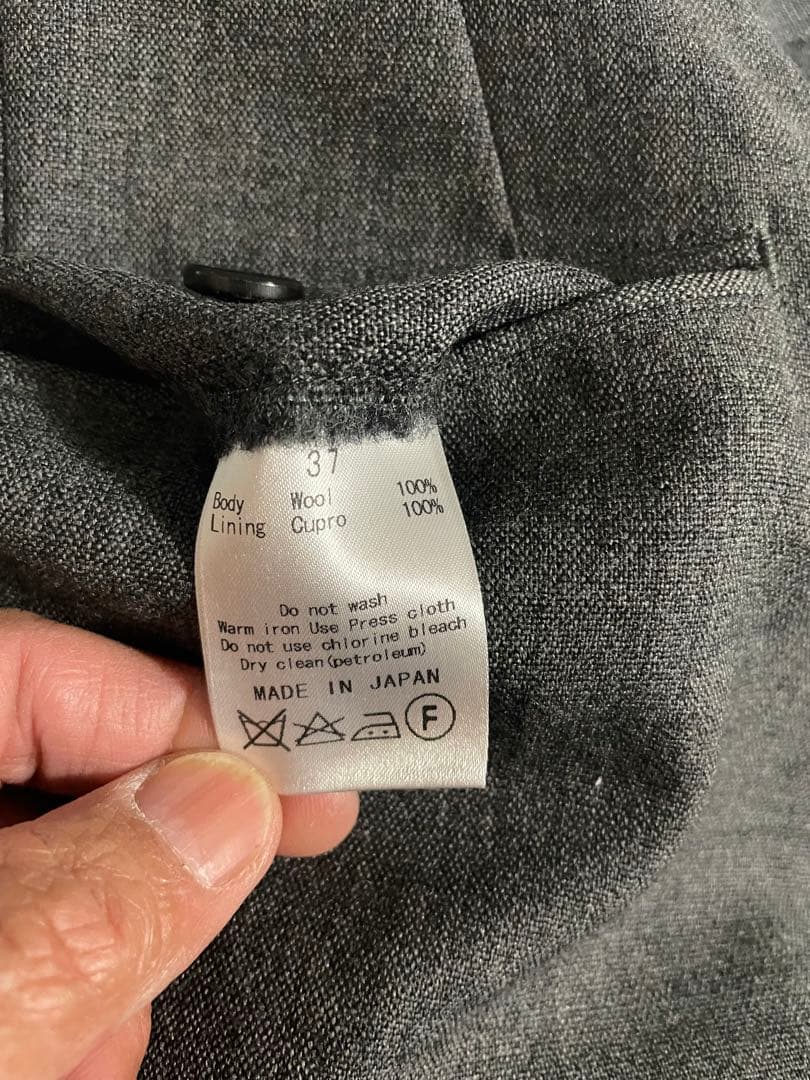 37
Body Wool 100%
Lining Cupro 100%
Do not wash
Warm iron Use Press cloth
Do not use chlorine bleach
Dry clean(petroleum)
MADE IN JAPAN
F